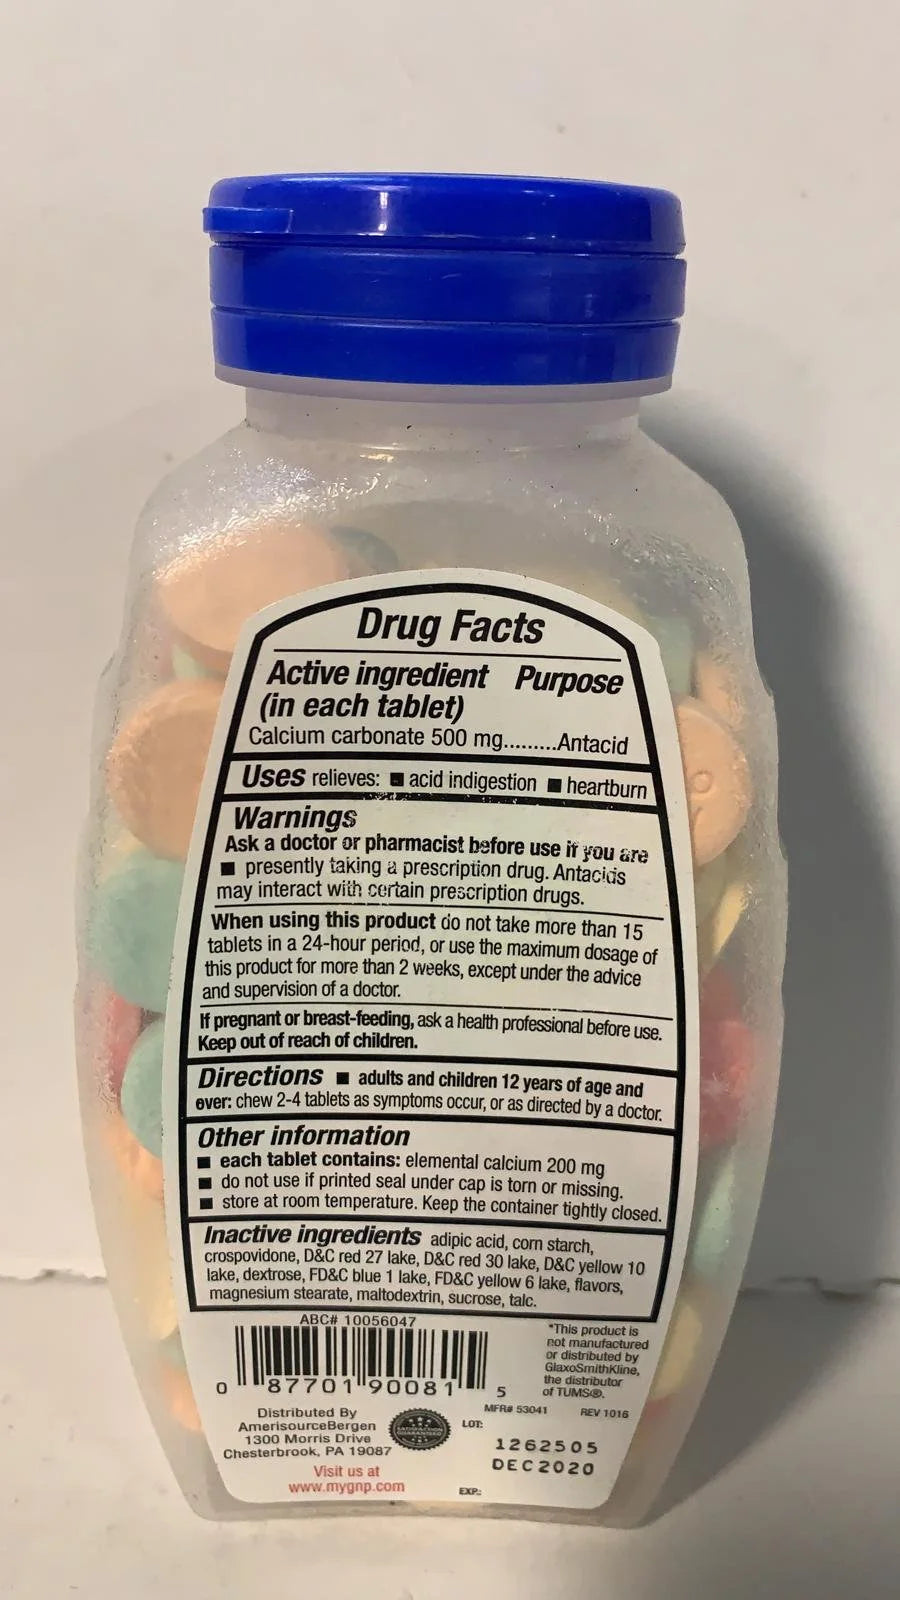 Drug Facts
Active ingredient Purpose
(in each tablet)
Calcium carbonate 500 mg.........Antacid
Uses relieves: ■ acid indigestion ■ heartburn
Warnings
Ask a doctor or pharmacist before use if you are
■ presently taking a prescription drug. Antacids
may interact with certain prescription drugs.
When using this product do not take more than 15
tablets in a 24-hour period, or use the maximum dosage of
this product for more than 2 weeks, except under the advice
and supervision of a doctor.
If pregnant or breast-feeding, ask a health professional before use.
Keep out of reach of children.
Directions ■ adults and children 12 years of age and
over: chew 2-4 tablets as symptoms occur, or as directed by a doctor.
Other information
■ each tablet contains: elemental calcium 200 mg
■ do not use if printed seal under cap is torn or missing.
■ store at room temperature. Keep the container tightly closed.
Inactive ingredients adipic acid, corn starch,
crospovidone, D&C red 27 lake, D&C red 30 lake, D&C yellow 10
lake, dextrose, FD&C blue 1 lake, FD&C yellow 6 lake, flavors,
magnesium stearate, maltodextrin, sucrose, talc.
ABC# 10056047
0 87701 90081 5
*This product is
not manufactured
or distributed by
GlaxoSmithKline,
the distributor
of TUMS®.
MFR# 53041 REV 1016
Distributed By
AmerisourceBergen
1300 Morris Drive
Chesterbrook, PA 19087
Visit us at
www.mygnp.com
LOT:
1262505
DEC2020
EXP.: